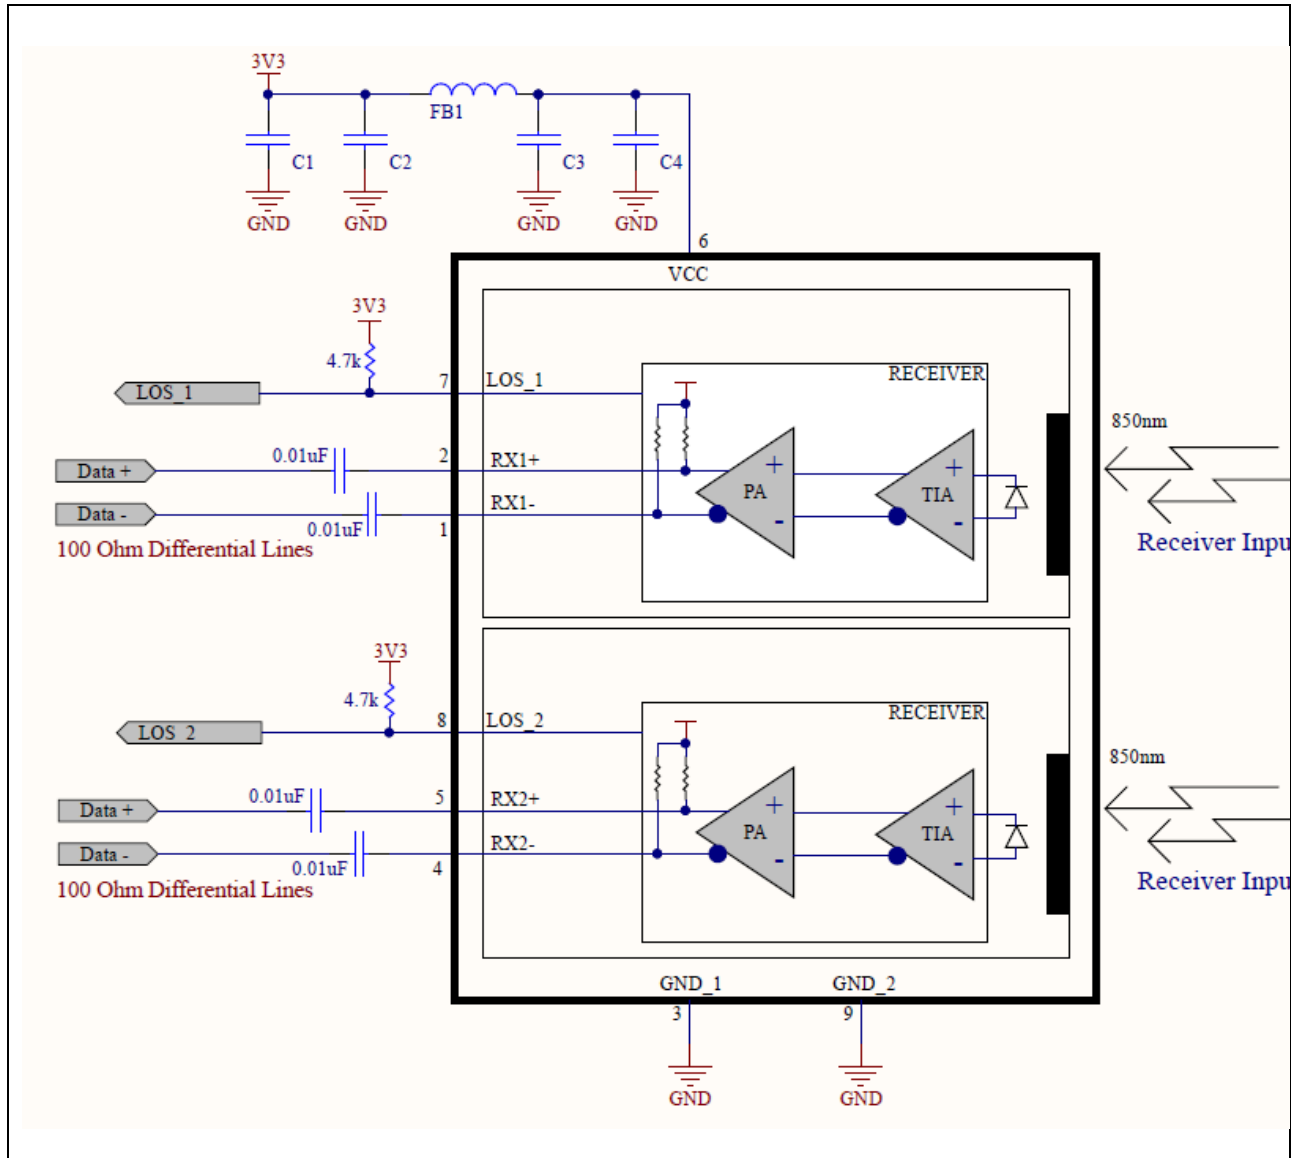 3V3
FB1
C1
C2
C3
C4
GND
GND
GND
GND
6
VCC
3V3
4.7k
LOS_1
7
LOS_1
RECEIVER
850nm
Data +
0.01uF
2
RX1+
+
PA
+
TIA
Data -
0.01uF
1
RX1-
-
-
100 Ohm Differential Lines
Receiver Inpu
3V3
4.7k
LOS_2
8
LOS_2
RECEIVER
850nm
Data +
0.01uF
5
RX2+
+
PA
+
TIA
Data -
0.01uF
4
RX2-
-
-
100 Ohm Differential Lines
Receiver Inpu
GND_1
GND_2
3
9
GND
GND